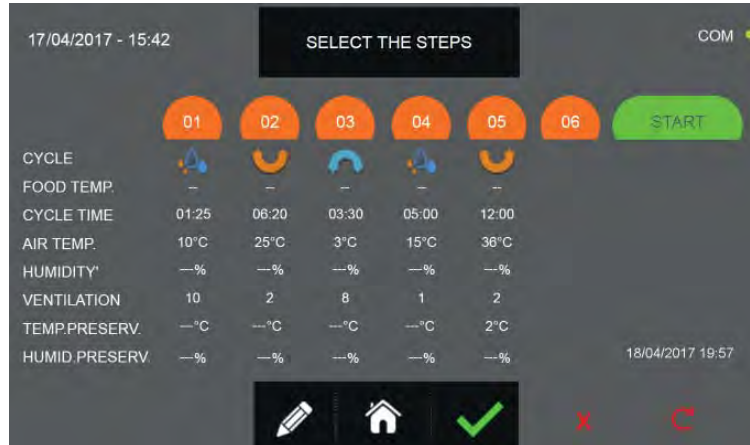 17/04/2017 - 15:42 SELECT THE STEPS COM
01 02 03 04 05 06 START
CYCLE
FOOD TEMP. -- -- -- -- --
CYCLE TIME 01:25 06:20 03:30 05:00 12:00
AIR TEMP. 10°C 25°C 3°C 15°C 36°C
HUMIDITY' ---% ---% ---% ---% ---%
VENTILATION 10 2 8 1 2
TEMP.PRESERV. ---°C ---°C ---°C ---°C 2°C
HUMID.PRESERV. ---% ---% ---% ---% ---% 18/04/2017 19:57
X